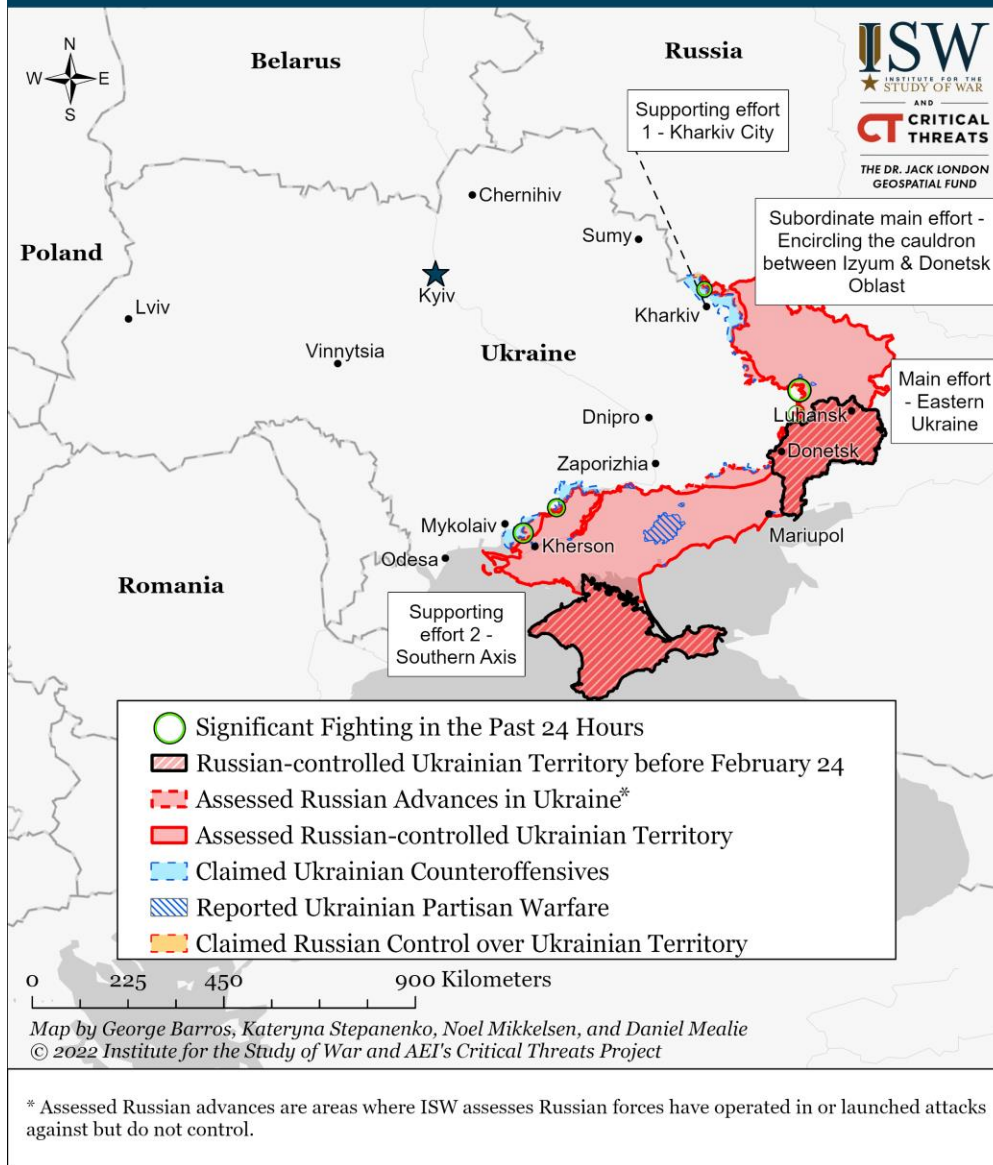 N
W E
S
Belarus
Russia
ISW
INSTITUTE FOR THE
STUDY OF WAR
AND
CT CRITICAL
THREATS
THE DR. JACK LONDON
GEOSPATIAL FUND
Supporting effort
1 - Kharkiv City
Chernihiv
Subordinate main effort -
Encircling the cauldron
between Izyum & Donetsk
Oblast
Sumy
Poland
Kyiv
Lviv
Kharkiv
Vinnytsia
Ukraine
Main effort
- Eastern
Ukraine
Dnipro
Luhansk
Donetsk
Zaporizhia
Mykolaiv
Mariupol
Kherson
Odesa
Romania
Supporting
effort 2 -
Southern Axis
Significant Fighting in the Past 24 Hours
Russian-controlled Ukrainian Territory before February 24
Assessed Russian Advances in Ukraine*
Assessed Russian-controlled Ukrainian Territory
Claimed Ukrainian Counteroffensives
Reported Ukrainian Partisan Warfare
Claimed Russian Control over Ukrainian Territory
0 225 450 900 Kilometers
Map by George Barros, Kateryna Stepanenko, Noel Mikkelsen, and Daniel Mealie
© 2022 Institute for the Study of War and AEI's Critical Threats Project
* Assessed Russian advances are areas where ISW assesses Russian forces have operated in or launched attacks
against but do not control.